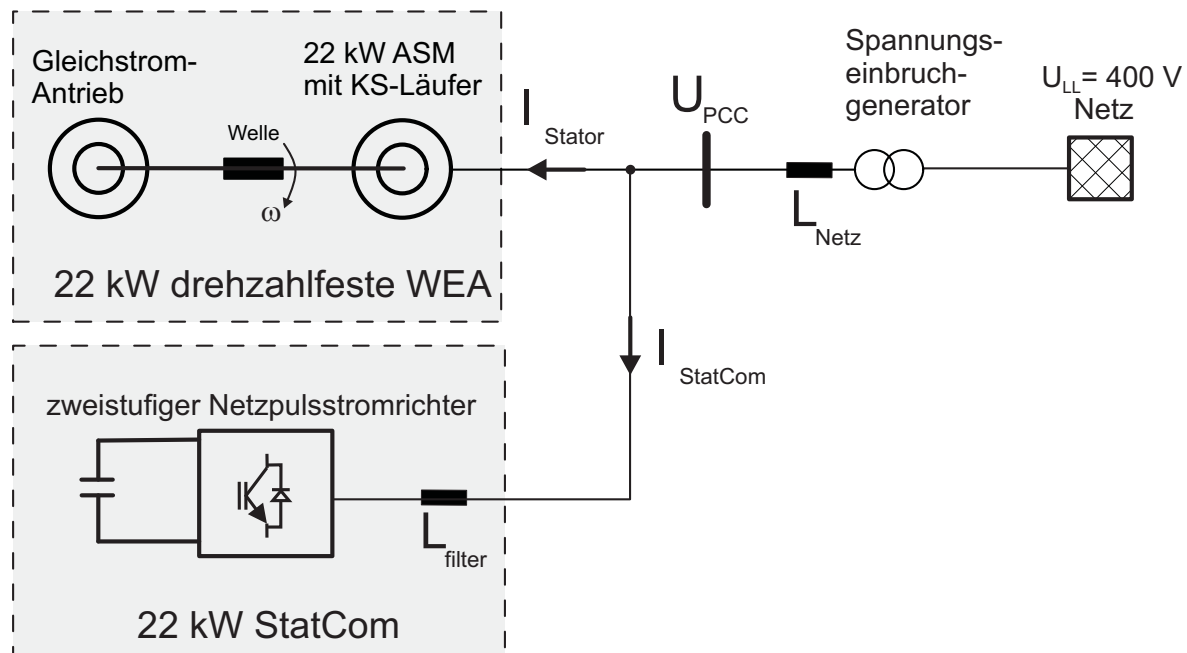 Gleichstrom-
Antrieb
22 kW ASM
mit KS-Läufer
Welle
ω
22 kW drehzahlfeste WEA
I Stator
U PCC
L Netz
Spannungs-
einbruch-
generator
U LL = 400 V
Netz
I StatCom
zweistufiger Netzpulsstromrichter
L filter
22 kW StatCom